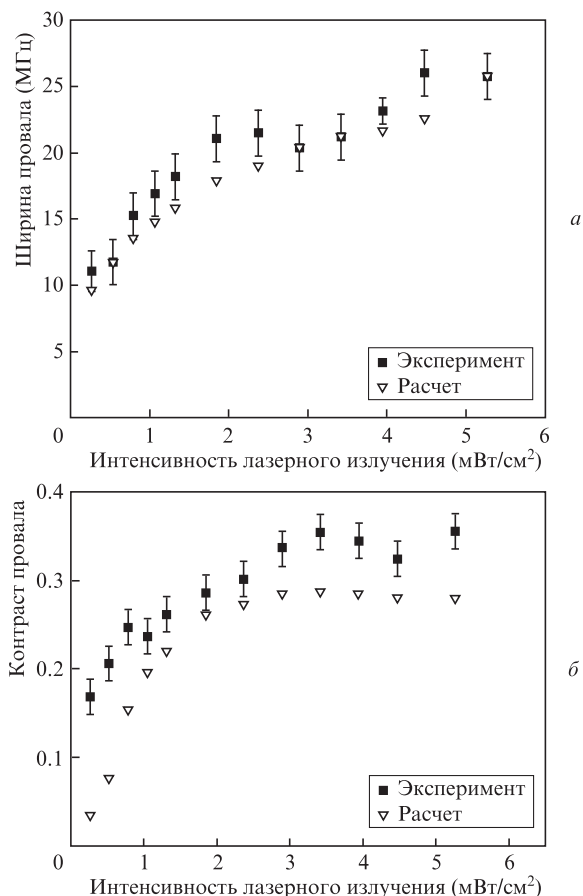 30
25
20
15
10
5
0
1
2
3
4
5
6
Ширина провала (МГц)
Эксперимент
Расчет
Интенсивность лазерного излучения (мВт/см²)
а
0.4
0.3
0.2
0.1
0
1
2
3
4
5
6
Контраст провала
Эксперимент
Расчет
Интенсивность лазерного излучения (мВт/см²)
б